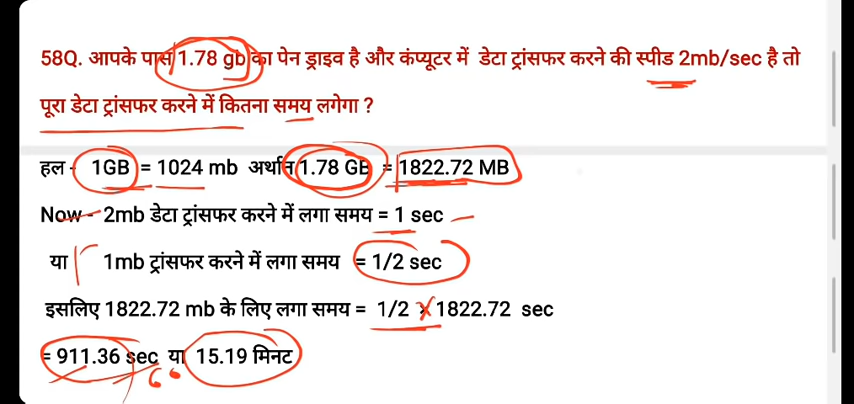 58Q. आपके पास 1.78 gb का पेन ड्राइव है और कंप्यूटर में डेटा ट्रांसफर करने की स्पीड 2mb/sec है तो
पूरा डेटा ट्रांसफर करने में कितना समय लगेगा ?
हल - 1GB = 1024 mb अर्थात 1.78 GB = 1822.72 MB
Now - 2mb डेटा ट्रांसफर करने में लगा समय = 1 sec
या 1mb ट्रांसफर करने में लगा समय = 1/2 sec
इसलिए 1822.72 mb के लिए लगा समय = 1/2 x 1822.72 sec
= 911.36 sec या 15.19 मिनट
60